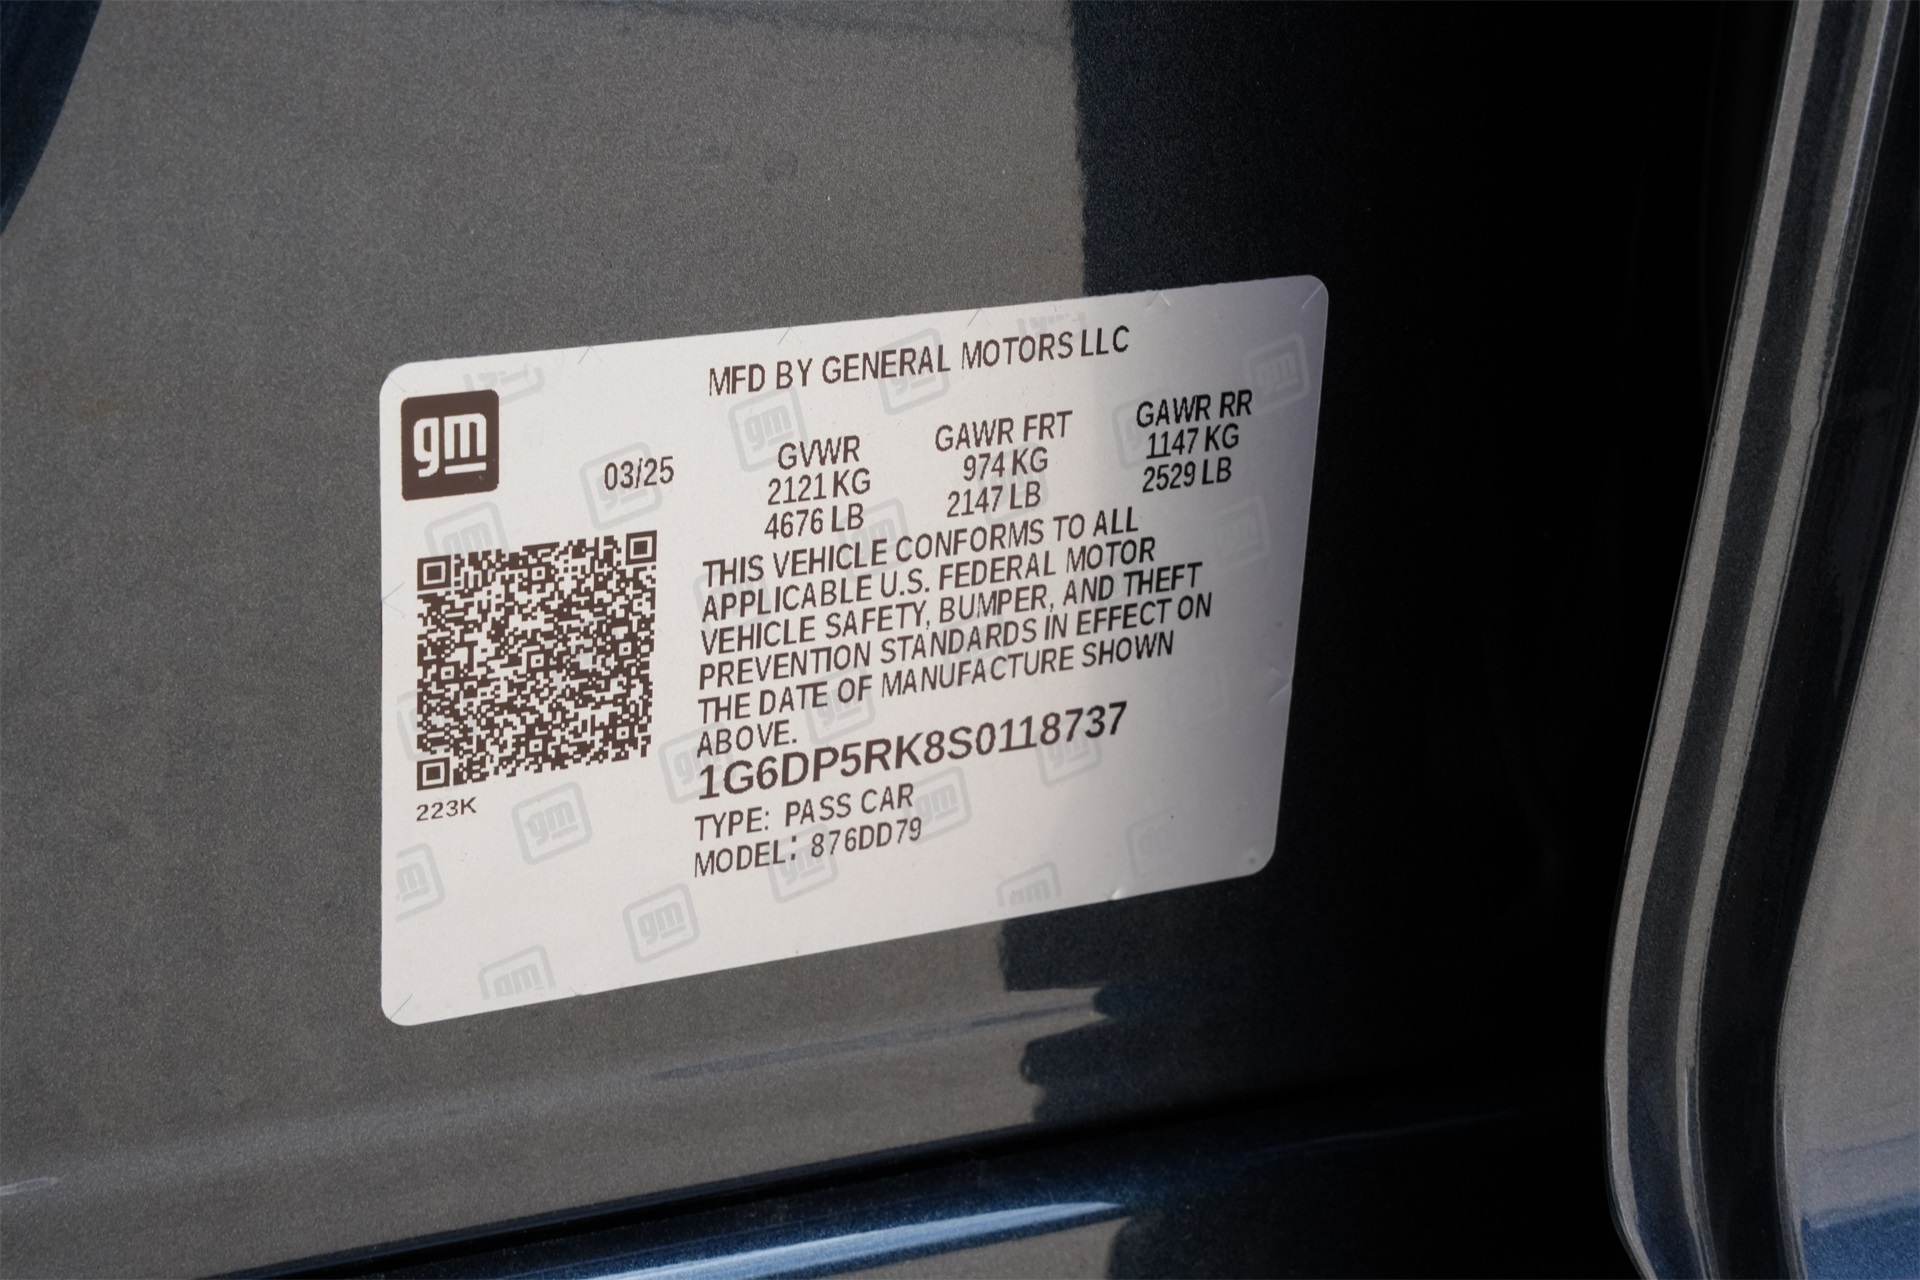 MFD BY GENERAL MOTORS LLC
gm
03/25
GVWR
2121 KG
4676 LB
GAWR FRT
974 KG
2147 LB
GAWR RR
1147 KG
2529 LB
THIS VEHICLE CONFORMS TO ALL
APPLICABLE U.S. FEDERAL MOTOR
VEHICLE SAFETY, BUMPER, AND THEFT
PREVENTION STANDARDS IN EFFECT ON
THE DATE OF MANUFACTURE SHOWN
ABOVE.
1G6DP5RK8S0118737
TYPE: PASS CAR
MODEL: 876DD79
223K